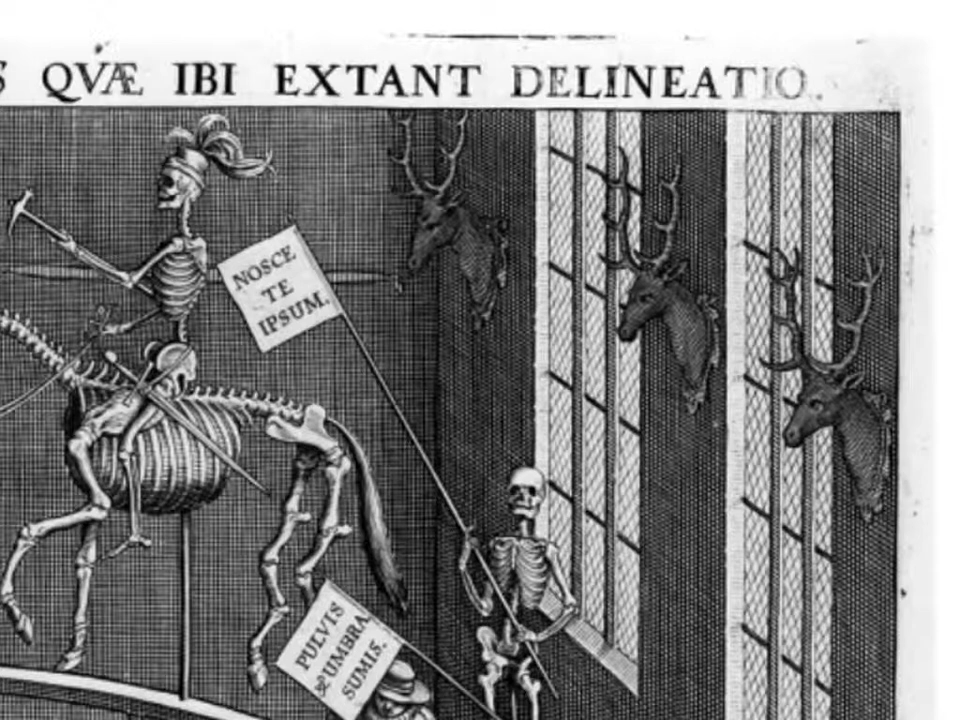 S QVÆ IBI EXTANT DELINEATIO.
NOSCE
TE
IPSUM.
PULVIS
& UMBRA
SUMUS.